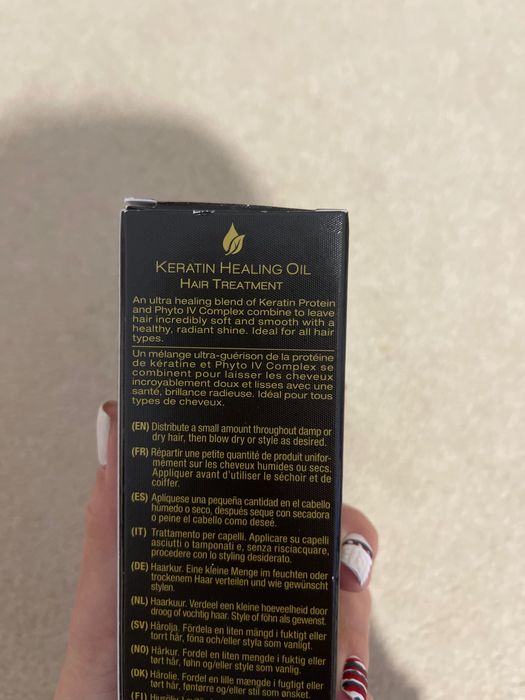 KERATIN HEALING OIL
HAIR TREATMENT
An ultra healing blend of Keratin Protein
and Phyto IV Complex combine to leave
hair incredibly soft and smooth with a
healthy, radiant shine. Ideal for all hair
types.
Un mélange ultra-guérison de la protéine
de kératine et Phyto IV Complex se
combinent pour laisser les cheveux
incroyablement doux et lisses avec une
santé, brillance radieuse. Idéal pour tous
types de cheveux.
(EN) Distribute a small amount throughout damp or
dry hair, then blow dry or style as desired.
(FR) Répartir une petite quantité de produit unifor-
mément sur les cheveux humides ou secs.
Appliquer avant d'utiliser le séchoir et de
coiffer.
(ES) Aplíquese una pequeña cantidad en el cabello
húmedo o seco, después seque con secadora
o peine el cabello como deseé.
(IT) Trattamento per capelli. Applicare su capelli
asciutti o tamponati e, senza risciacquare,
procedere con lo styling desiderato.
(DE) Haarkur. Eine kleine Menge im feuchten oder
trockenem Haar verteilen und wie gewünscht
stylen.
(NL) Haarkuur. Verdeel een kleine hoeveelheid door
droog of vochtig haar. Style of föhn als gewenst.
(SV) Hårolja. Fördela en liten mängd i fuktigt eller
torrt hår, föna och/eller styla som vanligt.
(NO) Hårkur. Fordel en liten mengde i fuktig eller
tørt hår, føhn og/eller style som vanlig.
(DK) Hårolie. Fordel en lille mængde i fugtigt eller
tørt hår, føntørre og/eller stil som ønsket.
(FI)